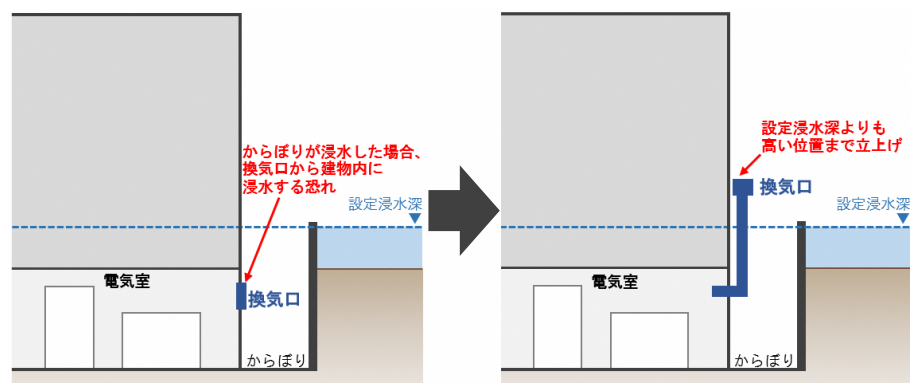 からぼりが浸水した場合、
換気口から建物内に
浸水する恐れ
設定浸水深
電気室
換気口
からぼり
設定浸水深よりも
高い位置まで立上げ
換気口
設定浸水深
電気室
からぼり